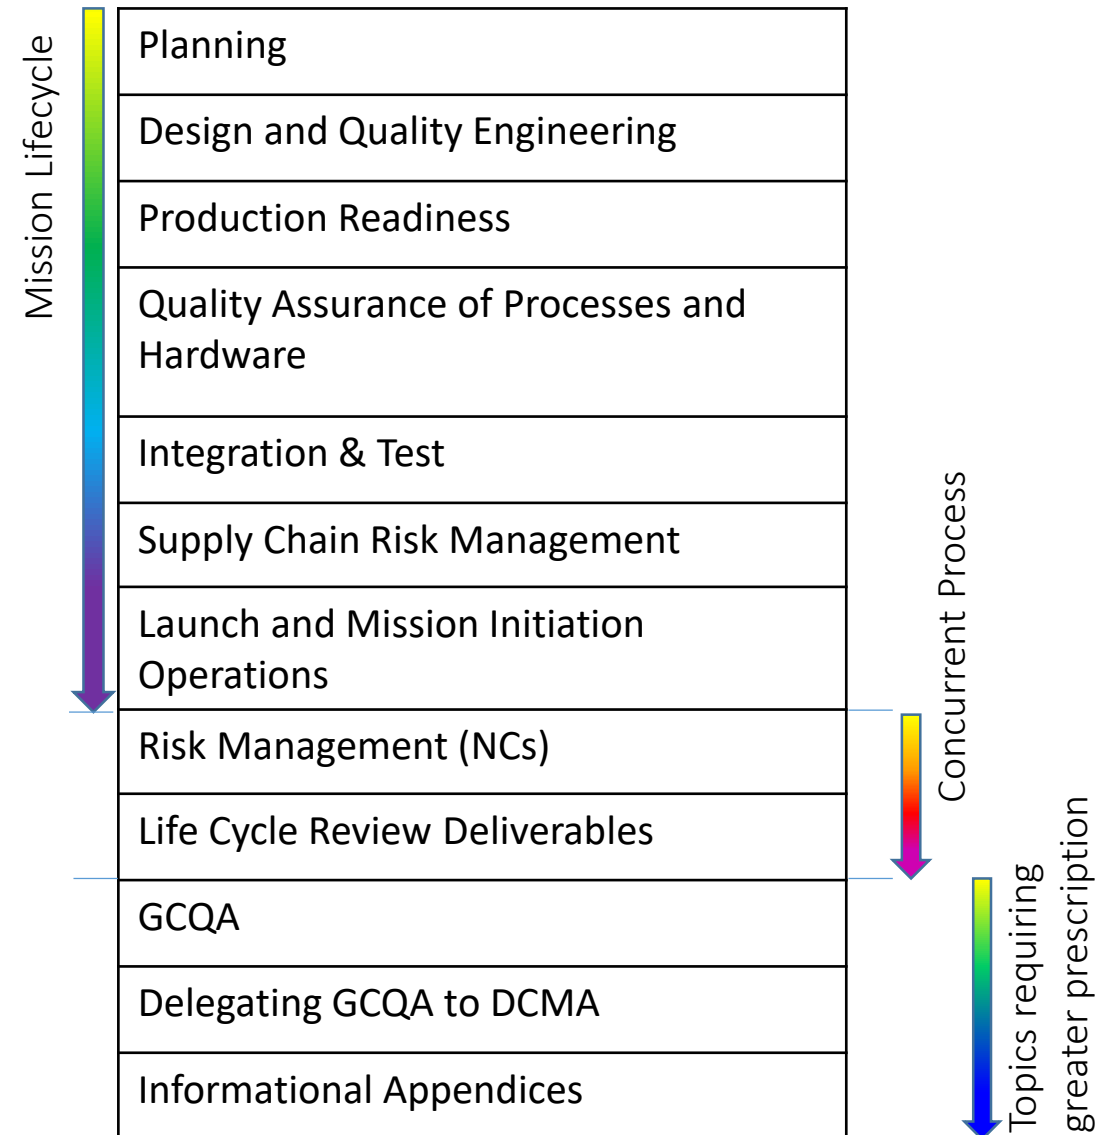 Mission Lifecycle
Planning
Design and Quality Engineering
Production Readiness
Quality Assurance of Processes and
Hardware
Integration & Test
Supply Chain Risk Management
Launch and Mission Initiation
Operations
Risk Management (NCs)
Life Cycle Review Deliverables
Concurrent Process
GCQA
Delegating GCQA to DCMA
Informational Appendices
Topics requiring
greater prescription